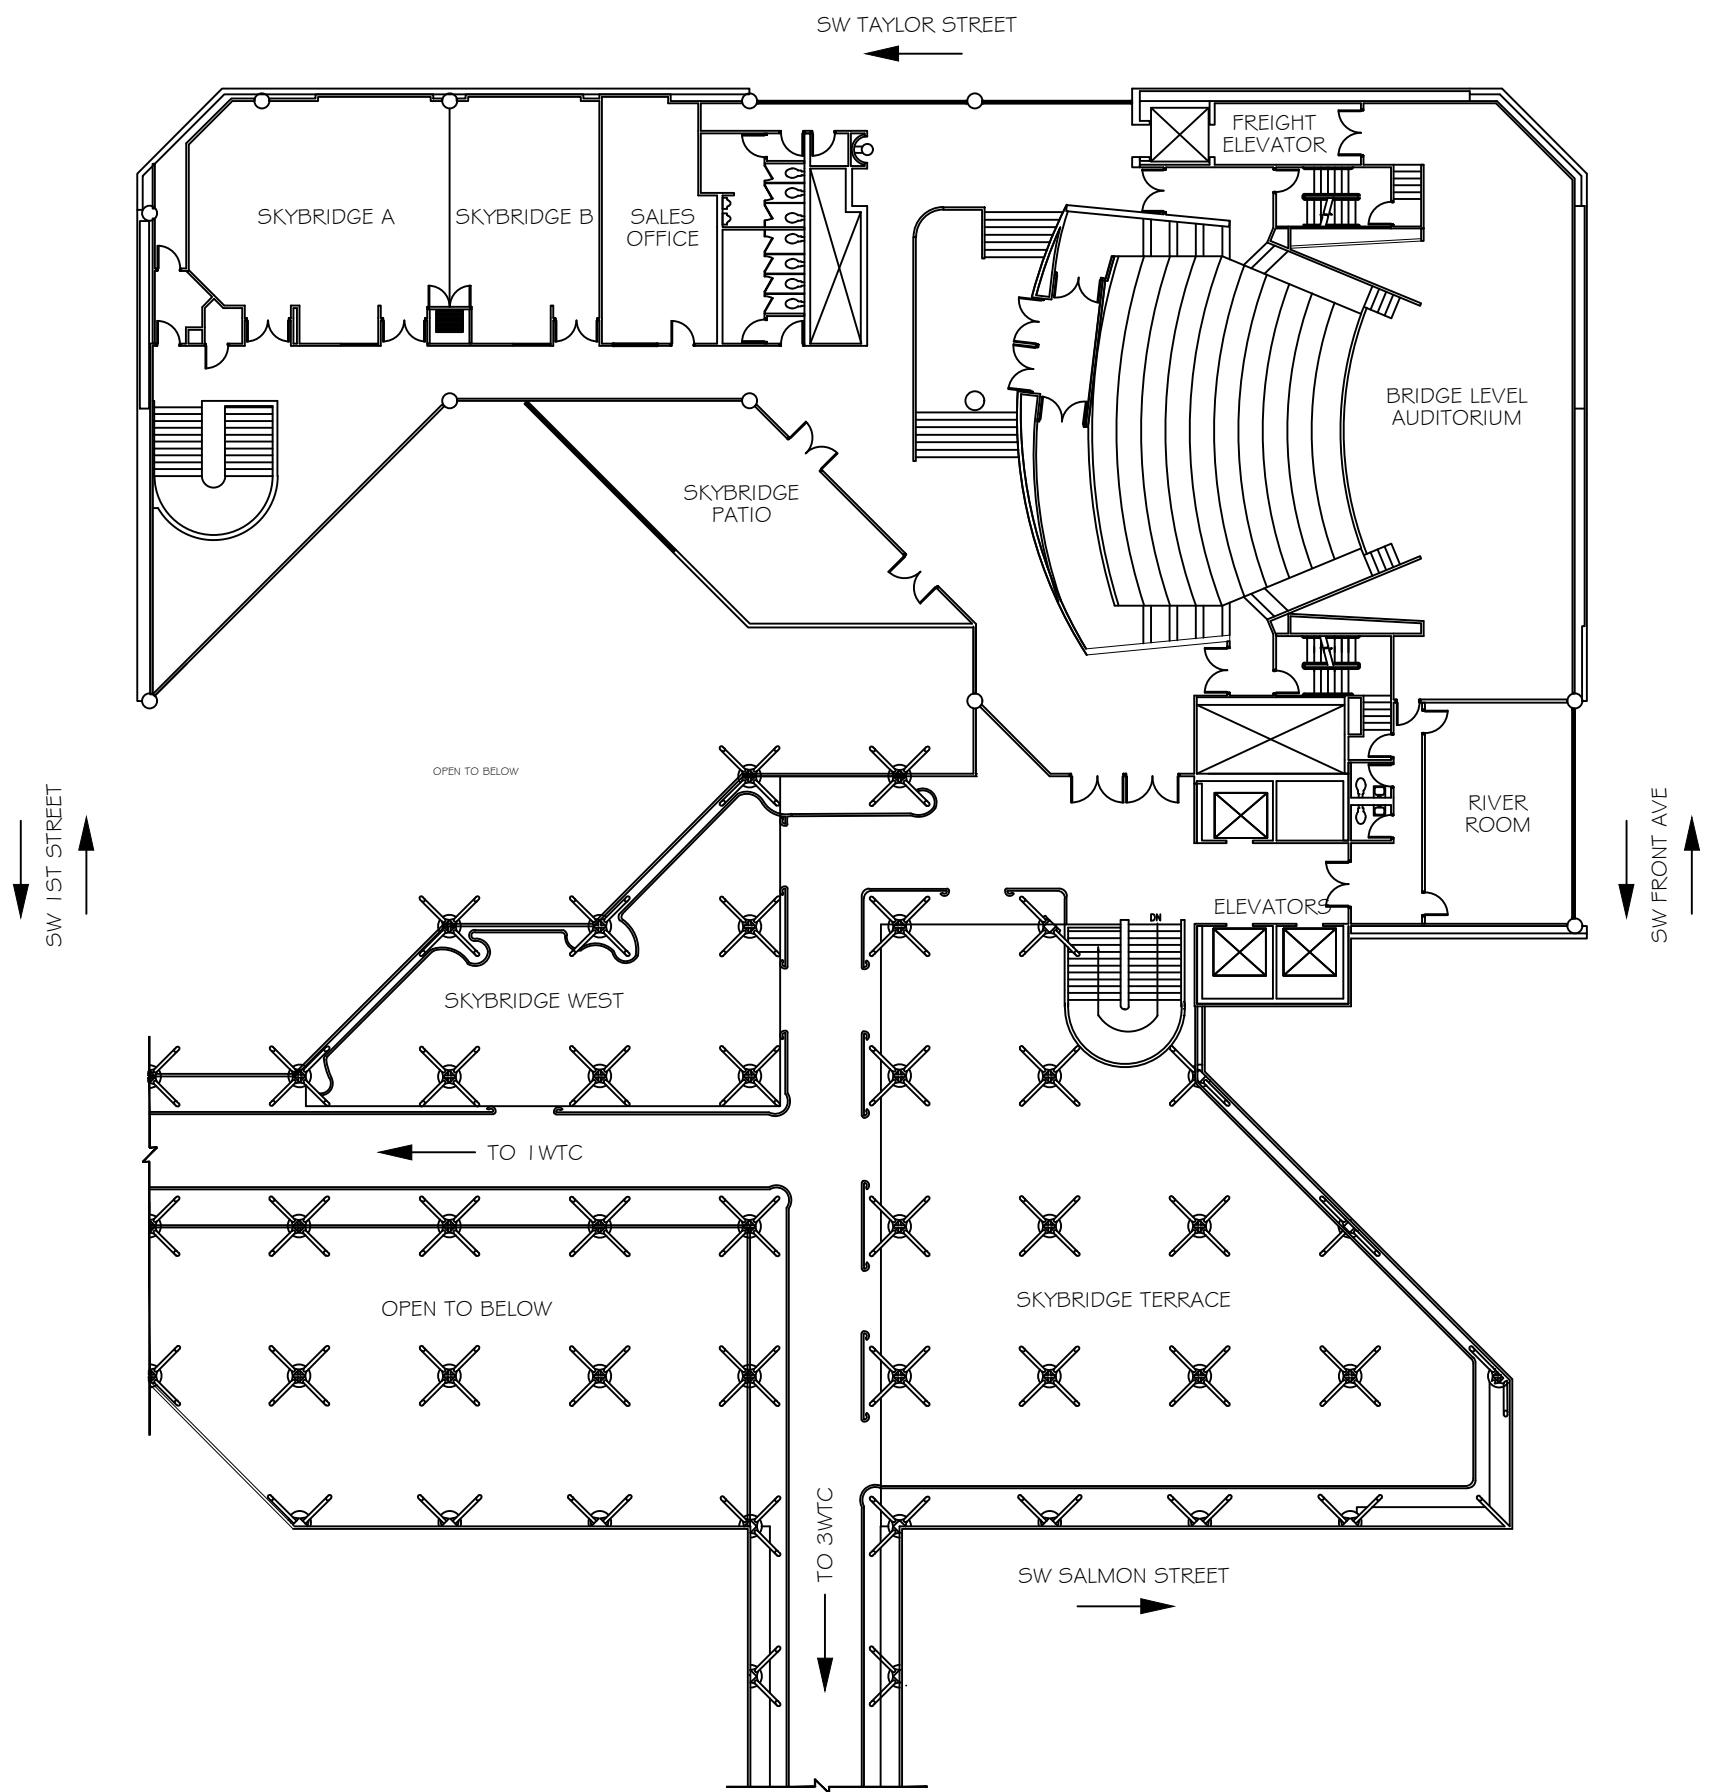 SW TAYLOR STREET
FREIGHT
ELEVATOR
SKYBRIDGE A
SKYBRIDGE B
SALES
OFFICE
BRIDGE LEVEL
AUDITORIUM
SKYBRIDGE
PATIO
OPEN TO BELOW
RIVER
ROOM
SW 1ST STREET
SW FRONT AVE
ELEVATORS
DN
SKYBRIDGE WEST
TO 1WTC
SKYBRIDGE TERRACE
OPEN TO BELOW
TO 3WTC
SW SALMON STREET